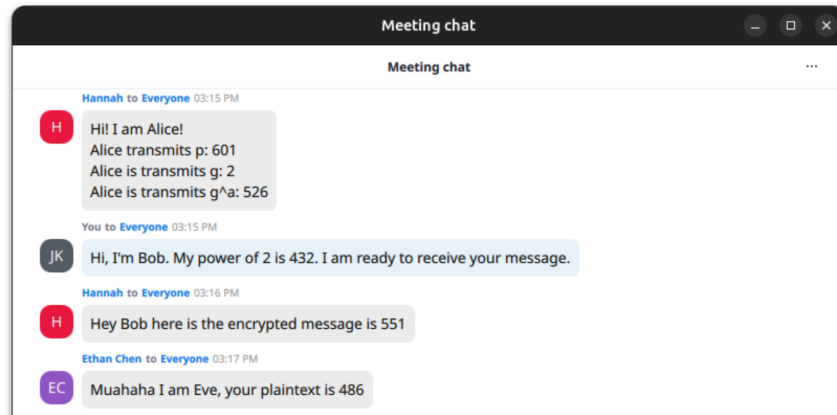 Meeting chat
Meeting chat
Hannah to Everyone 03:15 PM
H
Hi! I am Alice!
Alice transmits p: 601
Alice is transmits g: 2
Alice is transmits g^a: 526
You to Everyone 03:15 PM
JK
Hi, I'm Bob. My power of 2 is 432. I am ready to receive your message.
Hannah to Everyone 03:16 PM
H
Hey Bob here is the encrypted message is 551
Ethan Chen to Everyone 03:17 PM
EC
Muahaha I am Eve, your plaintext is 486